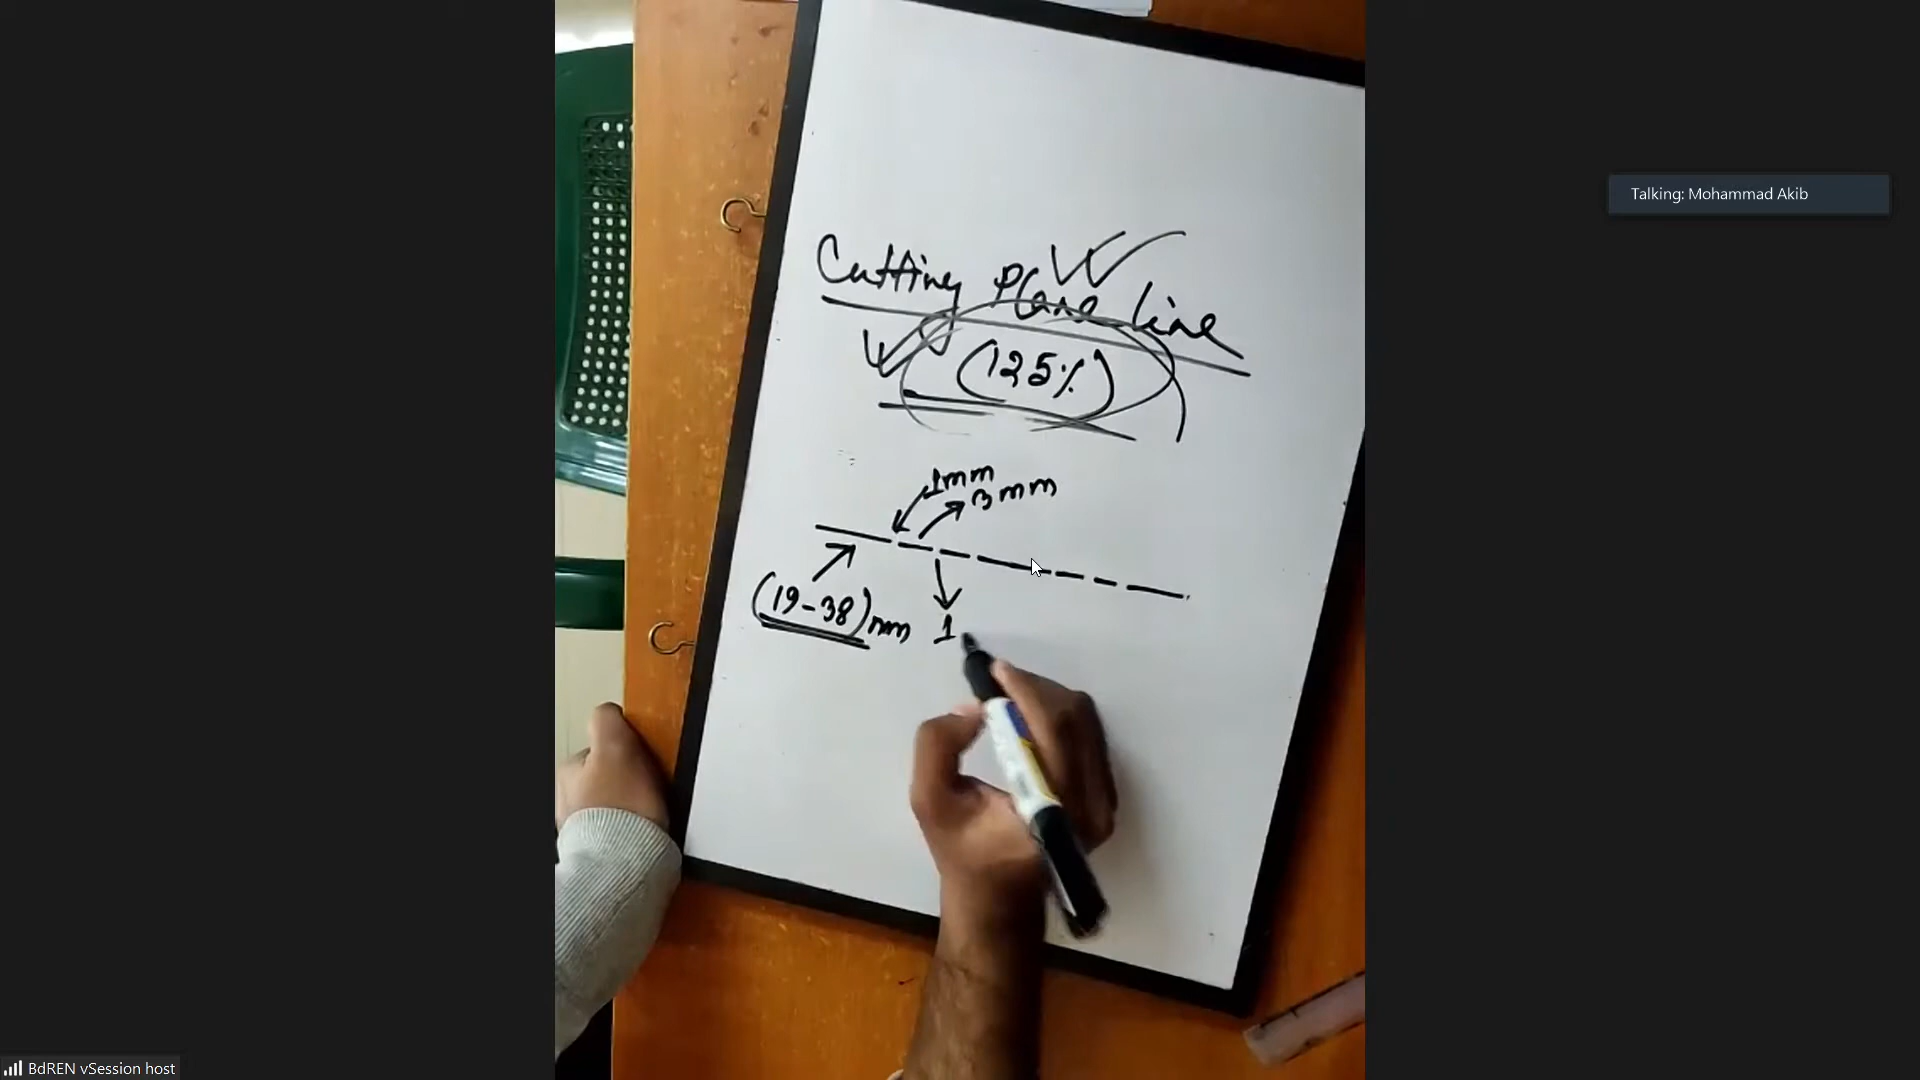 Talking: Mohammad Akib
Cutting Plane line
(125%)
1mm
3mm
(19-38)mm
1
BdREN vSession host